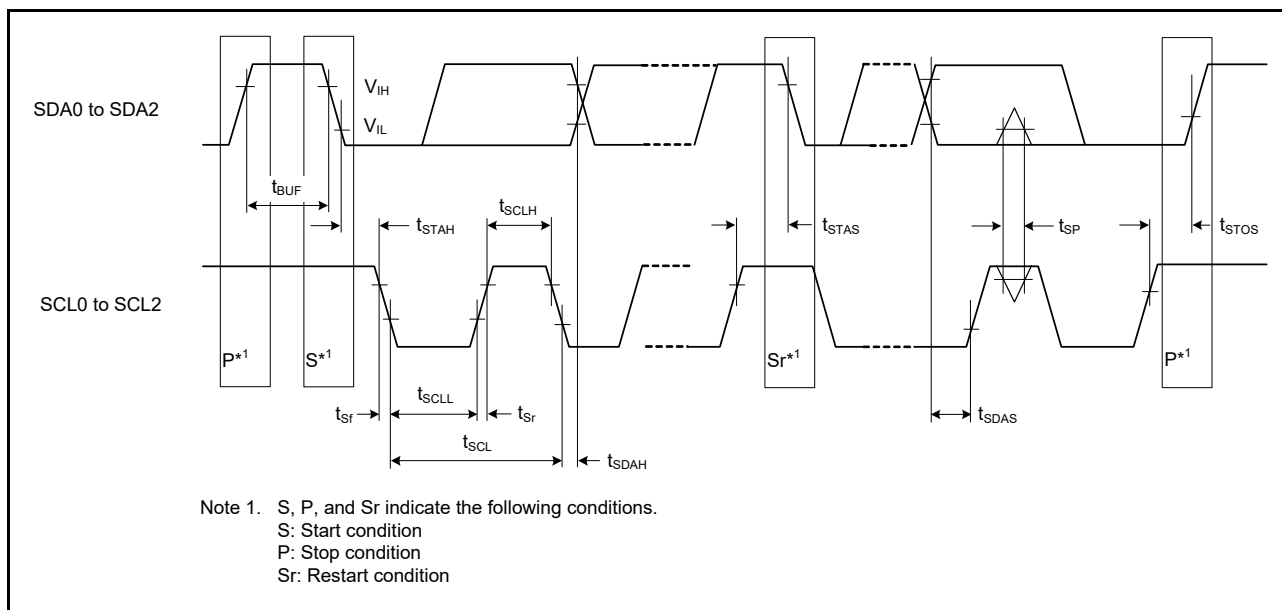 SDA0 to SDA2
VIH
VIL
tBUF
tSTAH
tSCLH
tSTAS
tSP
tSTOS
SCL0 to SCL2
P*1
S*1
Sr*1
P*1
tSf
tSCLL
tSr
tSCL
tSDAH
tSDAS
Note 1. S, P, and Sr indicate the following conditions.
S: Start condition
P: Stop condition
Sr: Restart condition